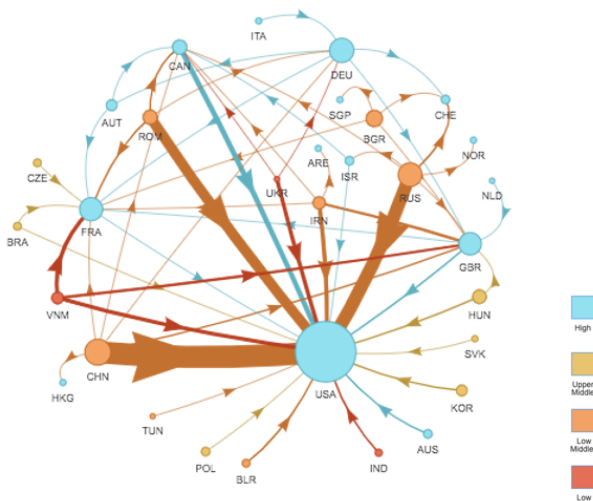 ITA
CAN
DEU
AUT
SGP
CHE
ROM
BGR
NOR
ARE
ISR
CZE
UKR
RUS
NLD
IRN
FRA
BRA
GBR
VNM
HUN
High
SVK
CHN
HKG
USA
Upper
Middle
KOR
TUN
AUS
Low
Middle
POL
BLR
IND
Low